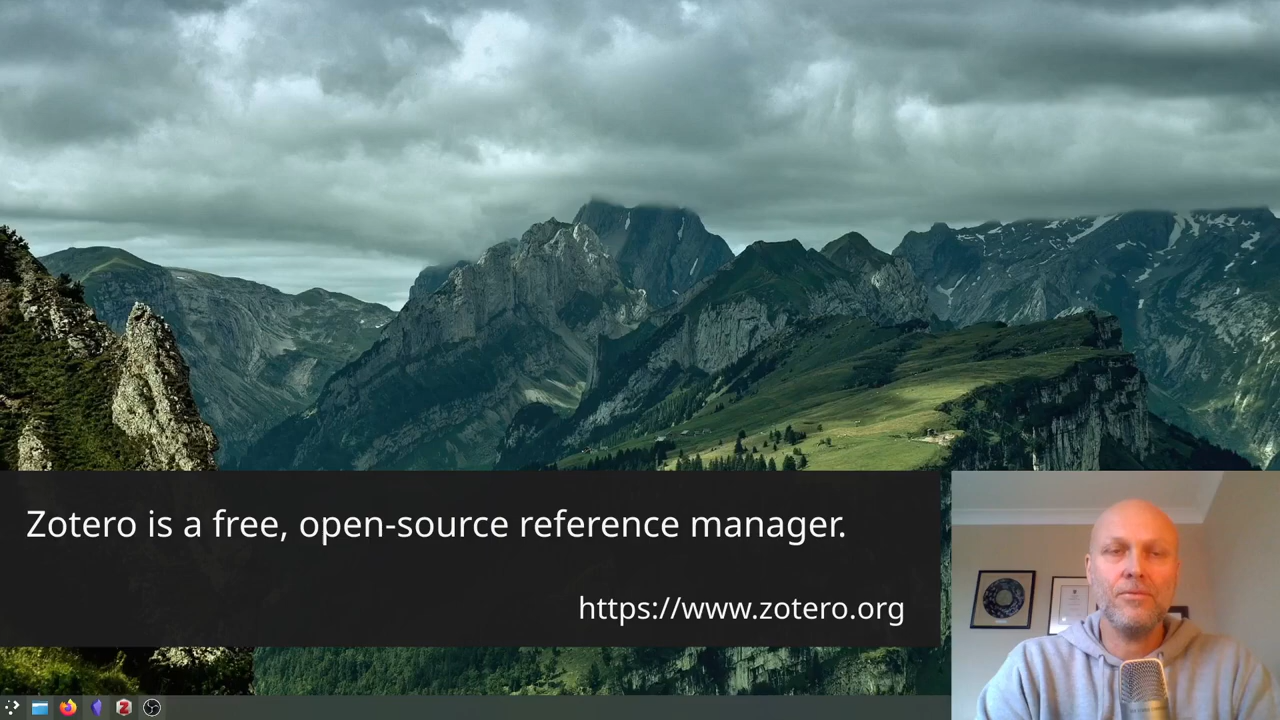 Zotero is a free, open-source reference manager.
https://www.zotero.org